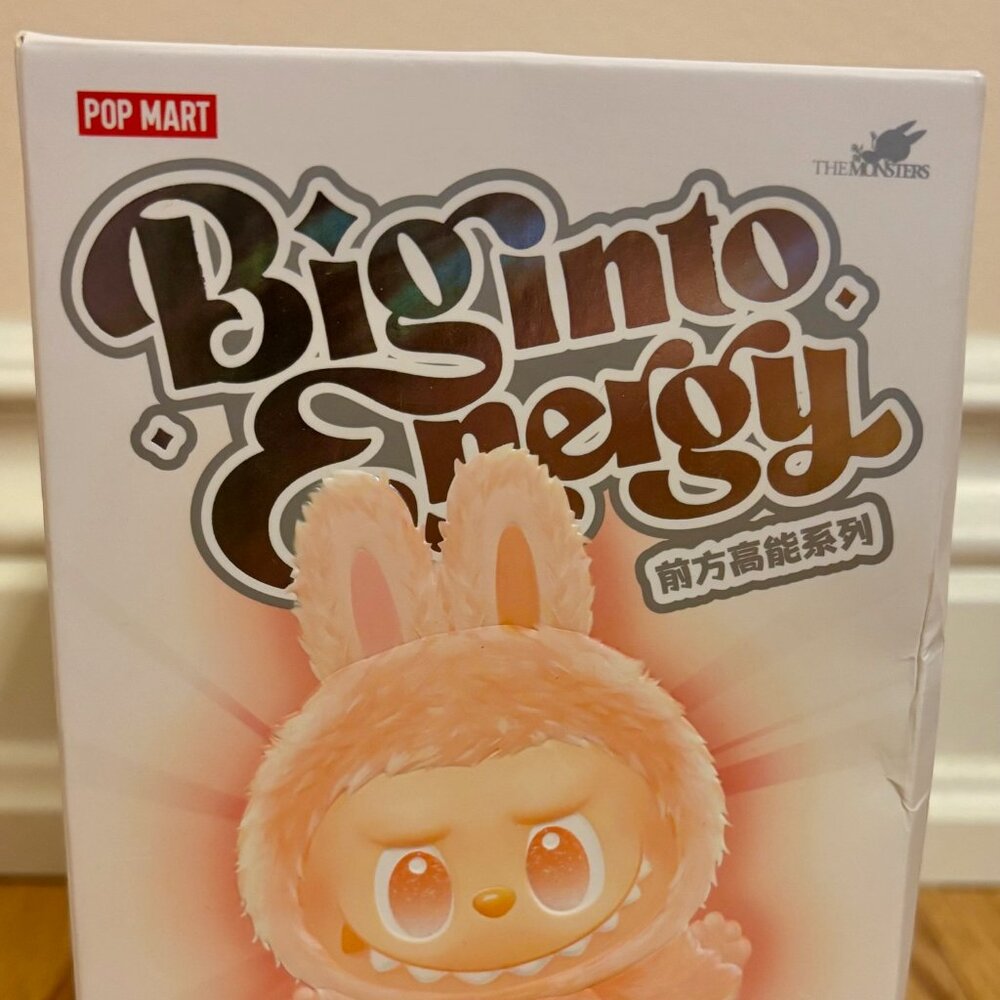 POP MART
THE MONSTERS
Big into
Energy
前方高能系列